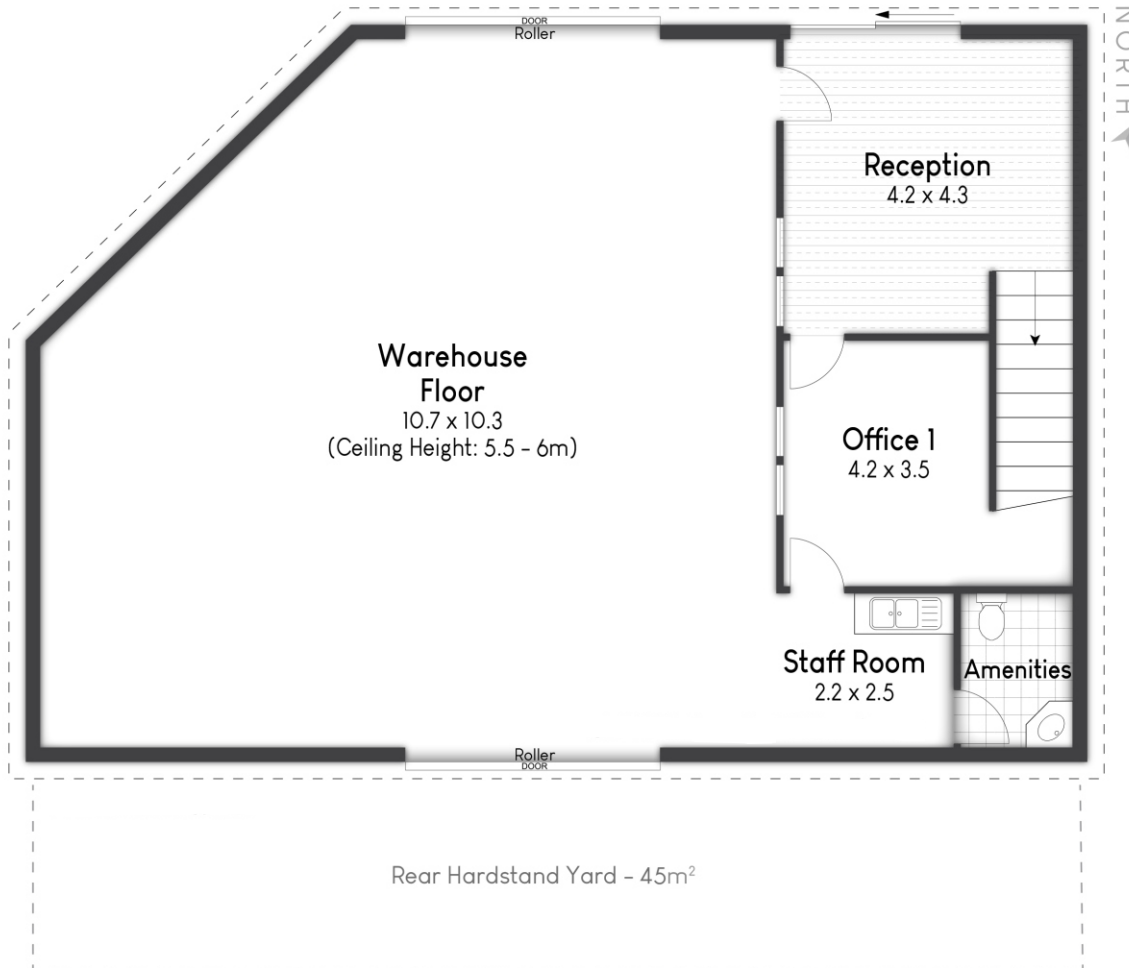 DOOR
Roller
NORTH
Reception
4.2 x 4.3
Warehouse
Floor
10.7 x 10.3
(Ceiling Height: 5.5 - 6m)
Office 1
4.2 x 3.5
Staff Room
2.2 x 2.5
Amenities
Roller
DOOR
Rear Hardstand Yard - 45m²